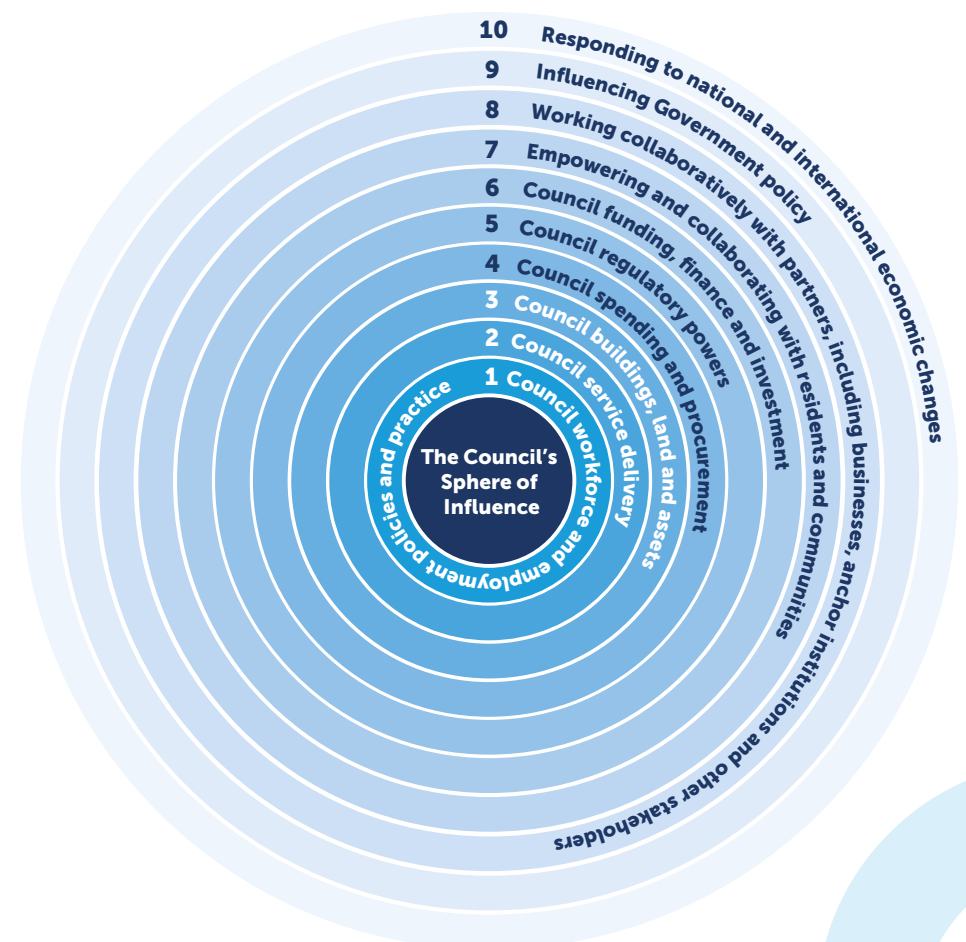 10 Responding to national and international economic changes
9 Influencing Government policy
8 Working collaboratively with partners, including businesses, anchor institutions and other stakeholders
7 Empowering and collaborating with residents and communities
6 Council funding, finance and investment
5 Council regulatory powers
4 Council spending and procurement
3 Council buildings, land and assets
2 Council service delivery
1 Council workforce and employment policies and practice
The Council's
Sphere of
Influence